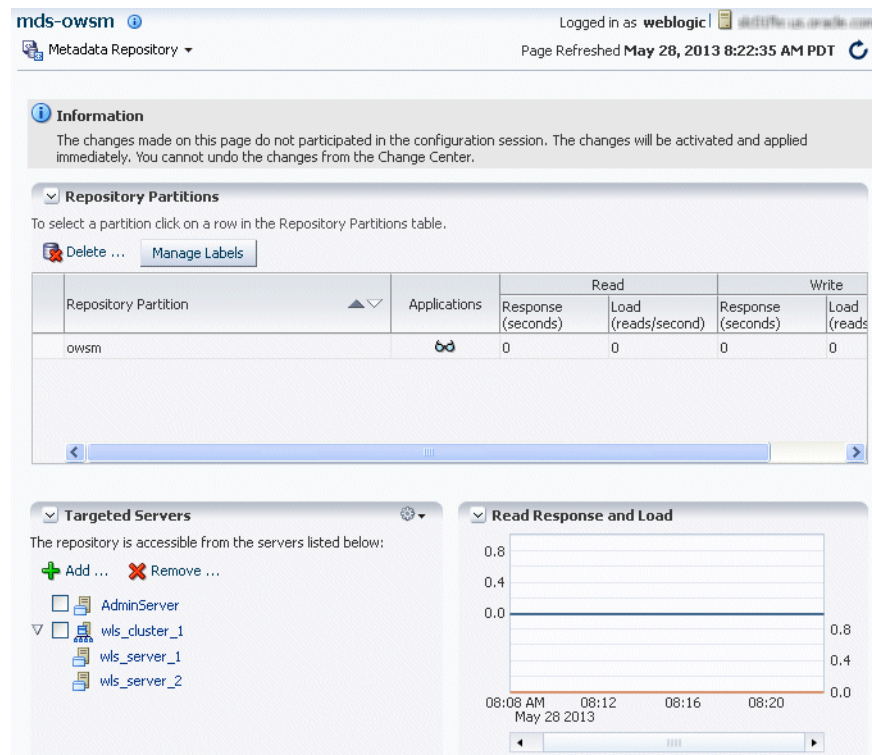 mds-owsm
Logged in as weblogic
Metadata Repository
Page Refreshed May 28, 2013 8:22:35 AM PDT
Information
The changes made on this page do not participated in the configuration session. The changes will be activated and applied
immediately. You cannot undo the changes from the Change Center.
Repository Partitions
To select a partition click on a row in the Repository Partitions table.
Delete ... Manage Labels
Read Write
Repository Partition Applications Response (seconds) Load (reads/second) Response (seconds) Load (reads
owsm 0 0 0 0
Targeted Servers
The repository is accessible from the servers listed below:
Add ... Remove ...
AdminServer
wls_cluster_1
wls_server_1
wls_server_2
Read Response and Load
0.8
0.4
0.0
0.8
0.4
0.0
08:08 AM 08:12 08:16 08:20
May 28 2013